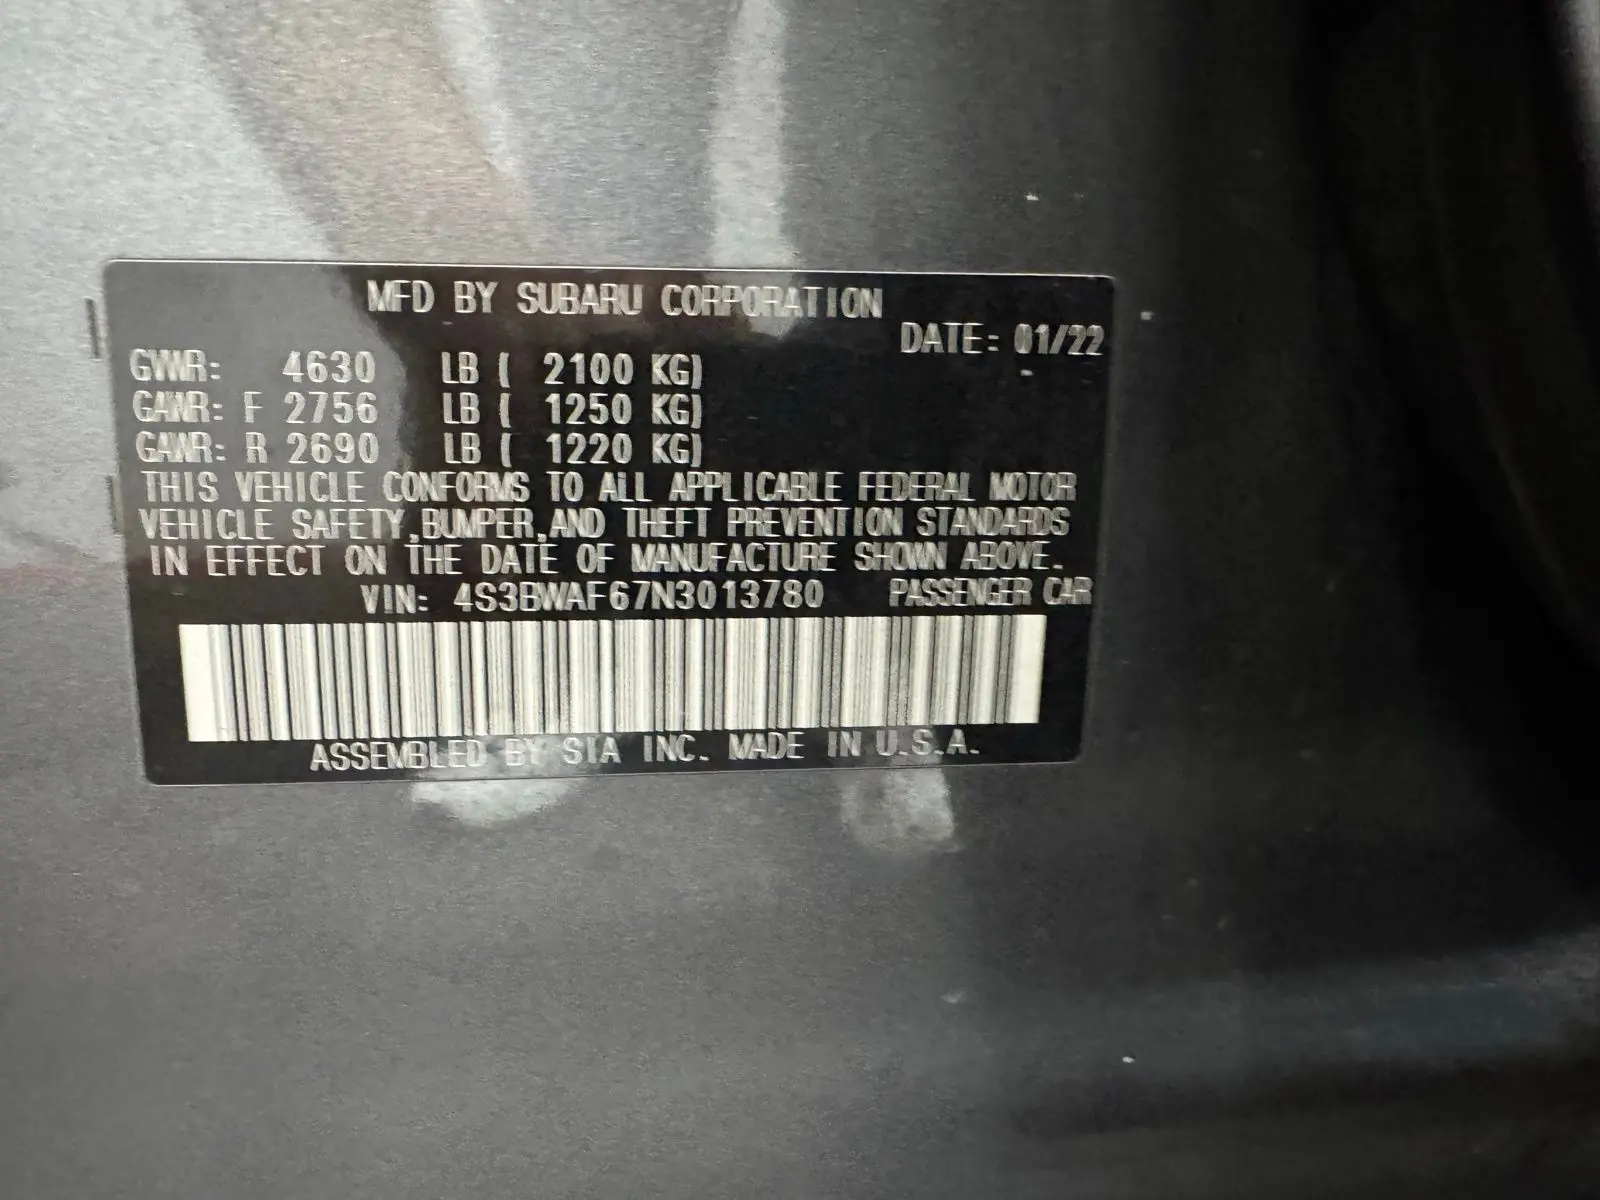 MFD BY SUBARU CORPORATION
DATE: 01/22
GVWR: 4630 LB ( 2100 KG)
GAWR: F 2756 LB ( 1250 KG)
GAWR: R 2690 LB ( 1220 KG)
THIS VEHICLE CONFORMS TO ALL APPLICABLE FEDERAL MOTOR
VEHICLE SAFETY,BUMPER,AND THEFT PREVENTION STANDARDS
IN EFFECT ON THE DATE OF MANUFACTURE SHOWN ABOVE.
VIN: 4S3BWAF67N3013780 PASSENGER CAR
ASSEMBLED BY SIA INC. MADE IN U.S.A.